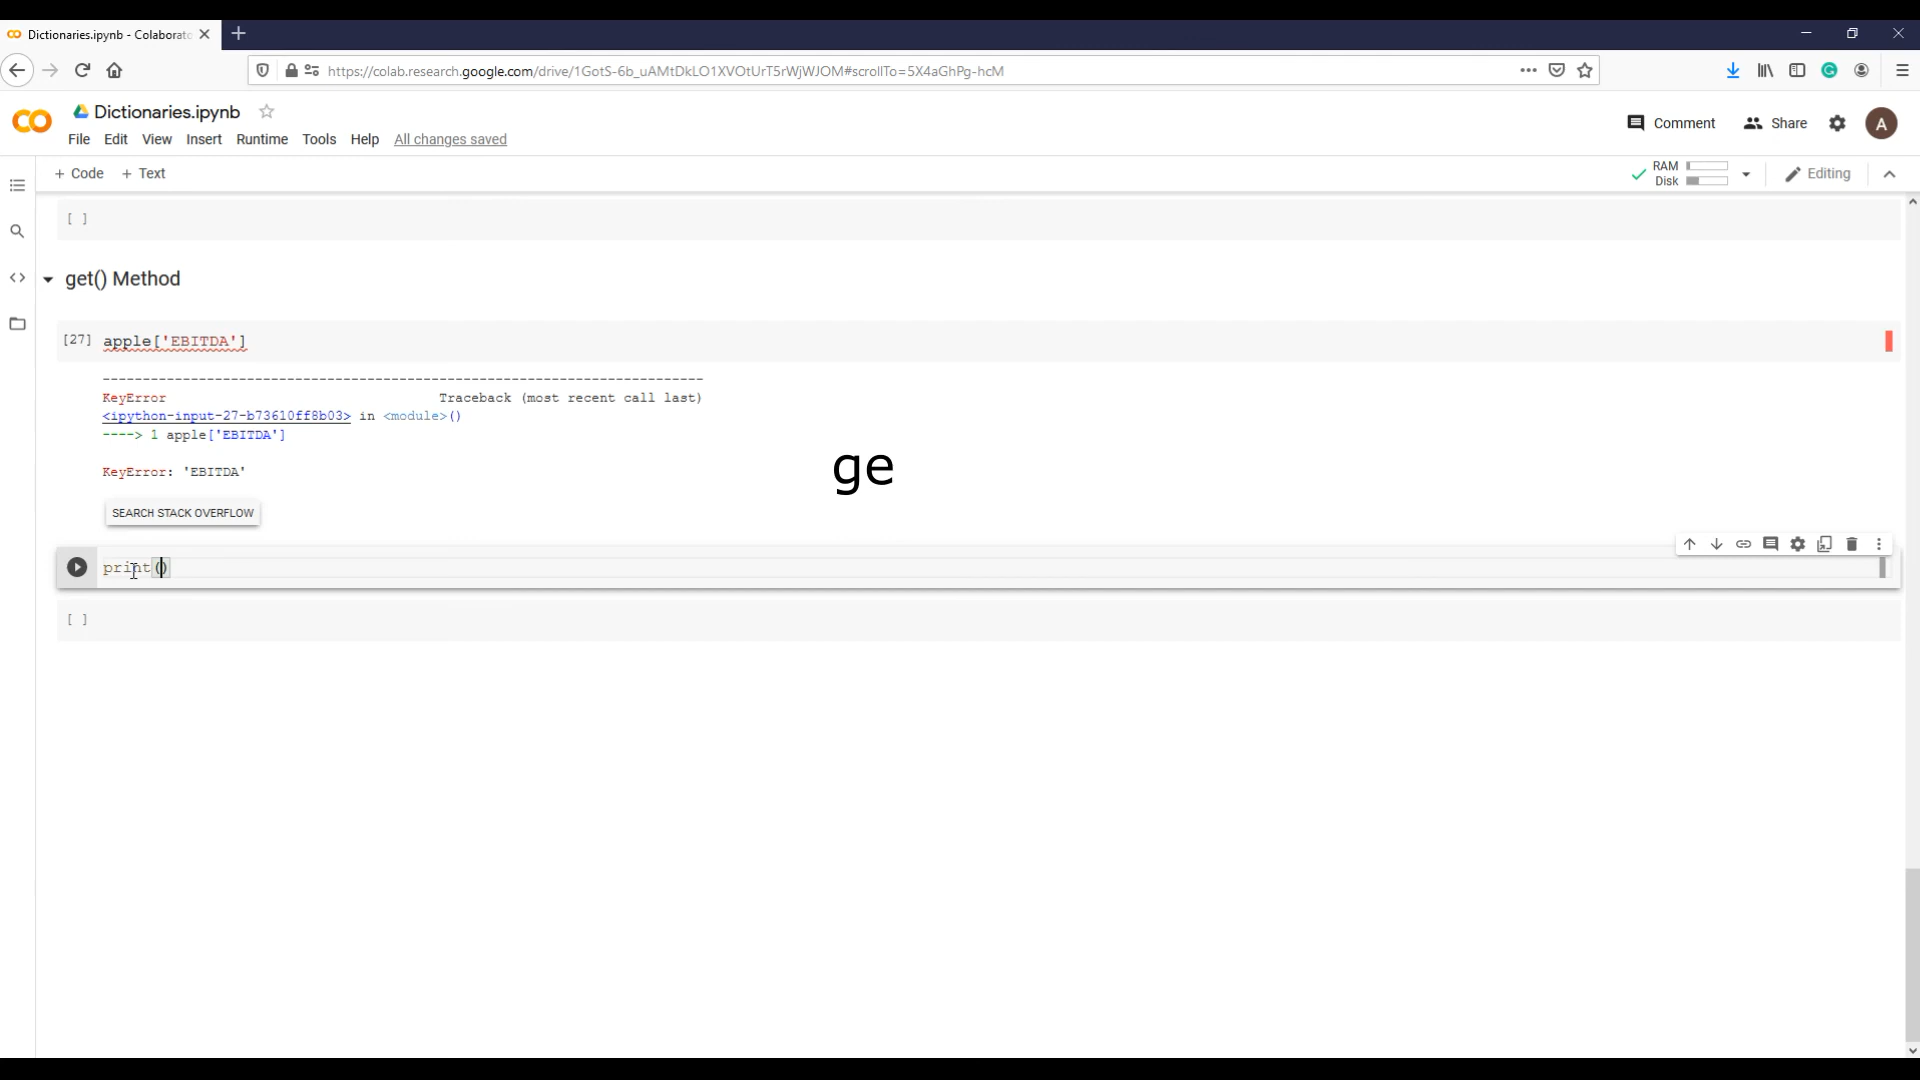 Dictionaries.ipynb - Colaborato
https://colab.research.google.com/drive/1GotS-6b_uAMtDkLO1XVOtUrT5rWjWJOM#scrollTo=5X4aGhPg-hcM
CO Dictionaries.ipynb
Comment Share A
File Edit View Insert Runtime Tools Help All changes saved
+ Code + Text
RAM
Disk
Editing
[ ]
get() Method
[27] apple['EBITDA']
---------------------------------------------------------------------------
KeyError Traceback (most recent call last)
<ipython-input-27-b73610ff8b03> in <module>()
----> 1 apple['EBITDA']
KeyError: 'EBITDA'
ge
SEARCH STACK OVERFLOW
print()
[ ]